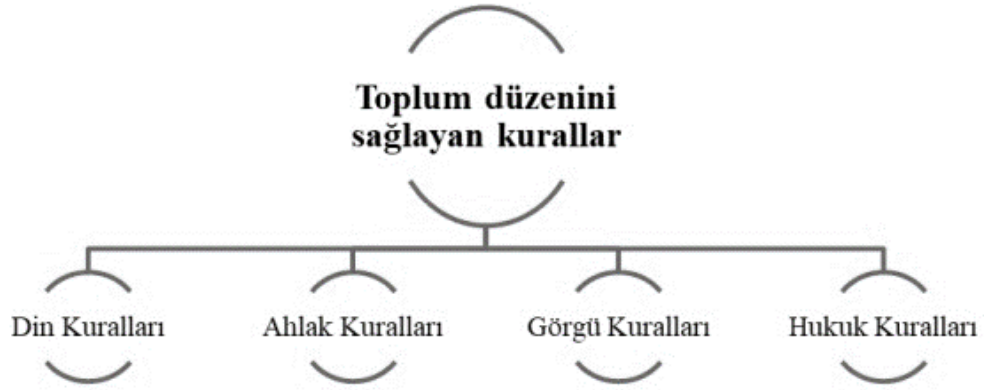 Toplum düzenini
sağlayan kurallar
Din Kuralları
Ahlak Kuralları
Görgü Kuralları
Hukuk Kuralları